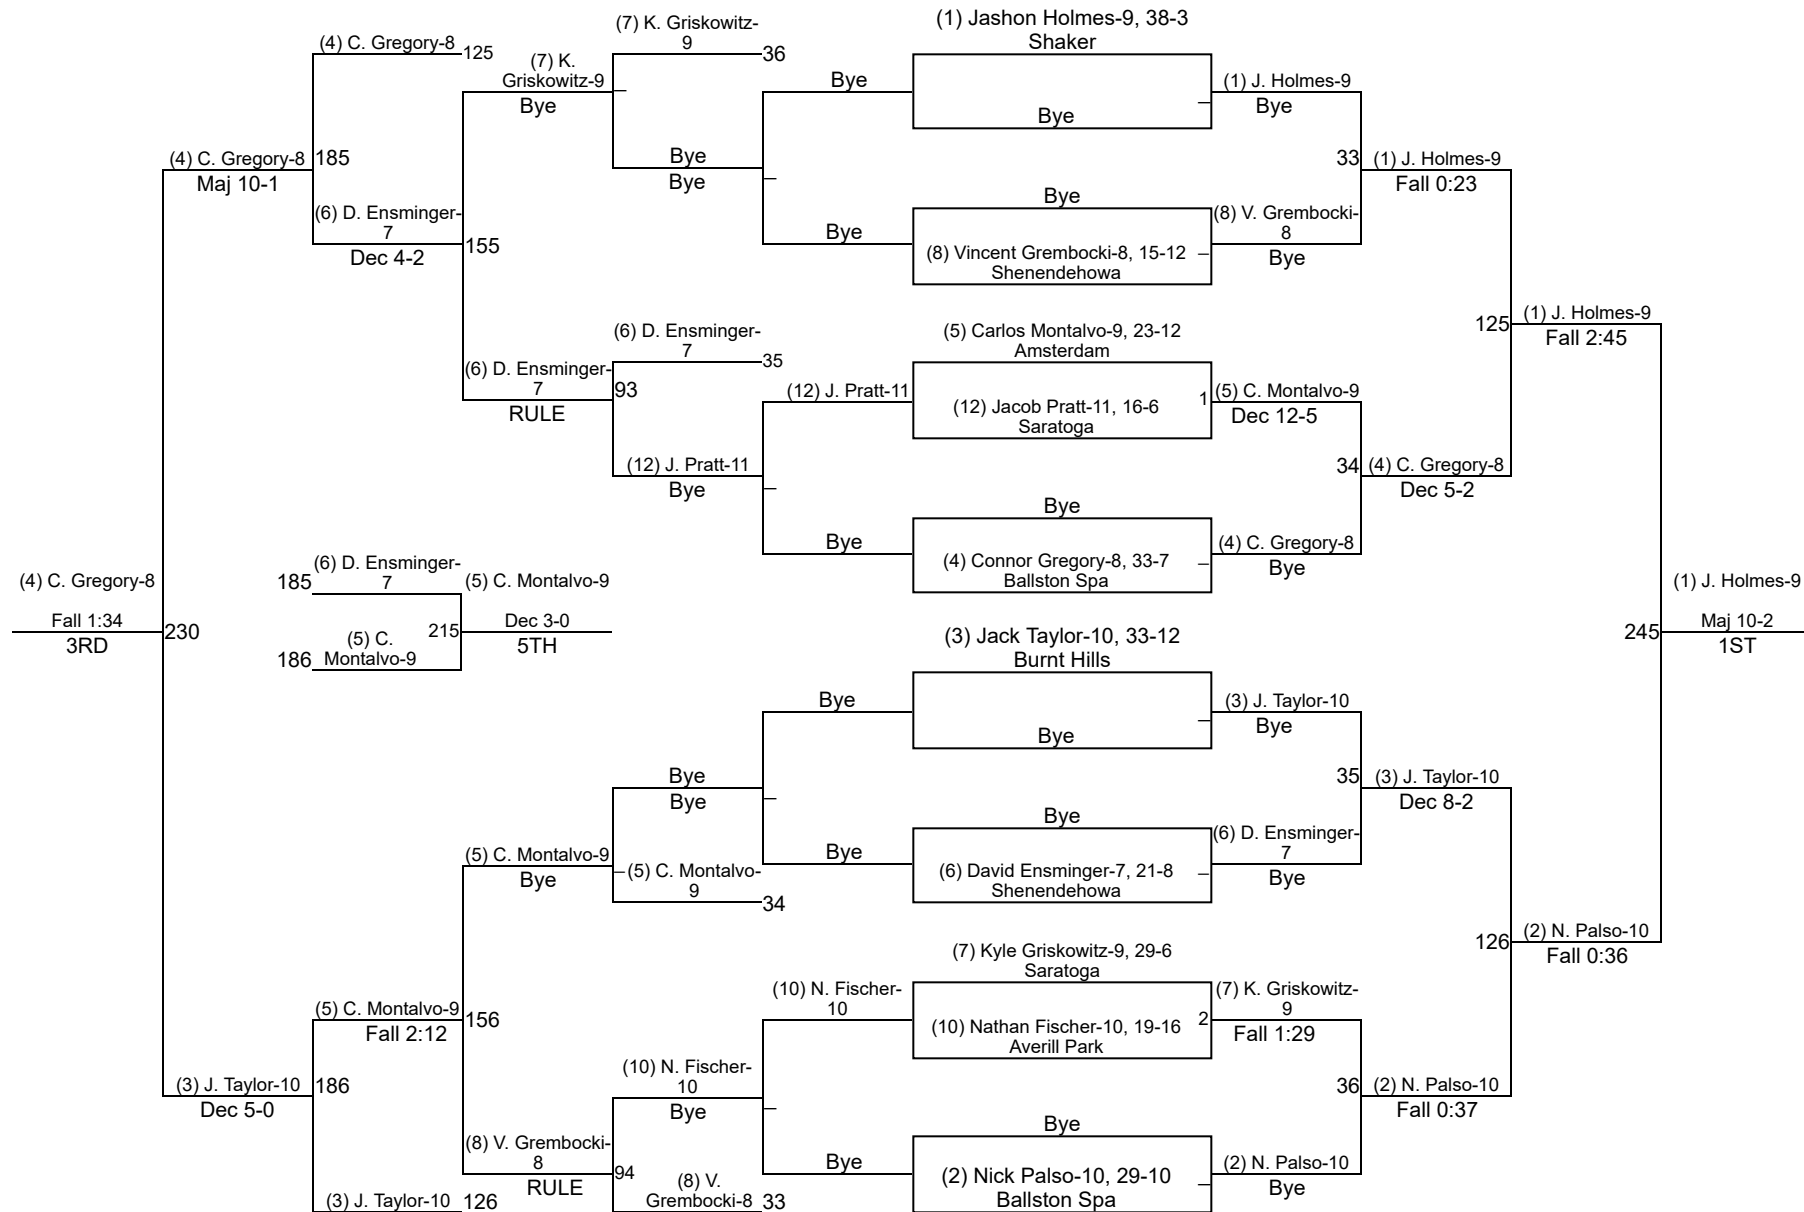 (4) C. Gregory-8
125
(7) K.
Griskowitz-9
Bye
(7) K. Griskowitz-
9
36
Bye
(1) Jashon Holmes-9, 38-3
Shaker
Bye
(1) J. Holmes-9
Bye
(4) C. Gregory-8
185
Maj 10-1
Bye
Bye
33
(1) J. Holmes-9
Fall 0:23
(6) D. Ensminger-
7
155
Dec 4-2
Bye
Bye
(8) Vincent Grembocki-8, 15-12
Shenendehowa
(8) V. Grembocki-
8
Bye
(6) D. Ensminger-
7
35
(5) Carlos Montalvo-9, 23-12
Amsterdam
125
(1) J. Holmes-9
Fall 2:45
(6) D. Ensminger-
7
93
RULE
(12) J. Pratt-11
(12) Jacob Pratt-11, 16-6
Saratoga
1
(5) C. Montalvo-9
Dec 12-5
(12) J. Pratt-11
Bye
34
(4) C. Gregory-8
Dec 5-2
Bye
Bye
(4) Connor Gregory-8, 33-7
Ballston Spa
(4) C. Gregory-8
Bye
(4) C. Gregory-8
Fall 1:34
3RD
230
185
(6) D. Ensminger-
7
(5) C. Montalvo-9
215
Dec 3-0
5TH
186
(5) C.
Montalvo-9
(1) J. Holmes-9
245
Maj 10-2
1ST
(3) Jack Taylor-10, 33-12
Burnt Hills
Bye
Bye
(3) J. Taylor-10
Bye
Bye
Bye
35
(3) J. Taylor-10
Dec 8-2
(5) C. Montalvo-9
Bye
(5) C. Montalvo-
9
34
Bye
Bye
(6) David Ensminger-7, 21-8
Shenendehowa
(6) D. Ensminger-
7
Bye
126
(2) N. Palso-10
Fall 0:36
(7) Kyle Griskowitz-9, 29-6
Saratoga
(5) C. Montalvo-9
156
Fall 2:12
(10) N. Fischer-
10
(10) Nathan Fischer-10, 19-16
Averill Park
2
(7) K. Griskowitz-
9
Fall 1:29
(3) J. Taylor-10
186
Dec 5-0
(10) N. Fischer-
10
Bye
36
(2) N. Palso-10
Fall 0:37
(8) V. Grembocki-
8
94
RULE
Bye
Bye
(2) Nick Palso-10, 29-10
Ballston Spa
(2) N. Palso-10
Bye
(3) J. Taylor-10
126
(8) V.
Grembocki-8
33